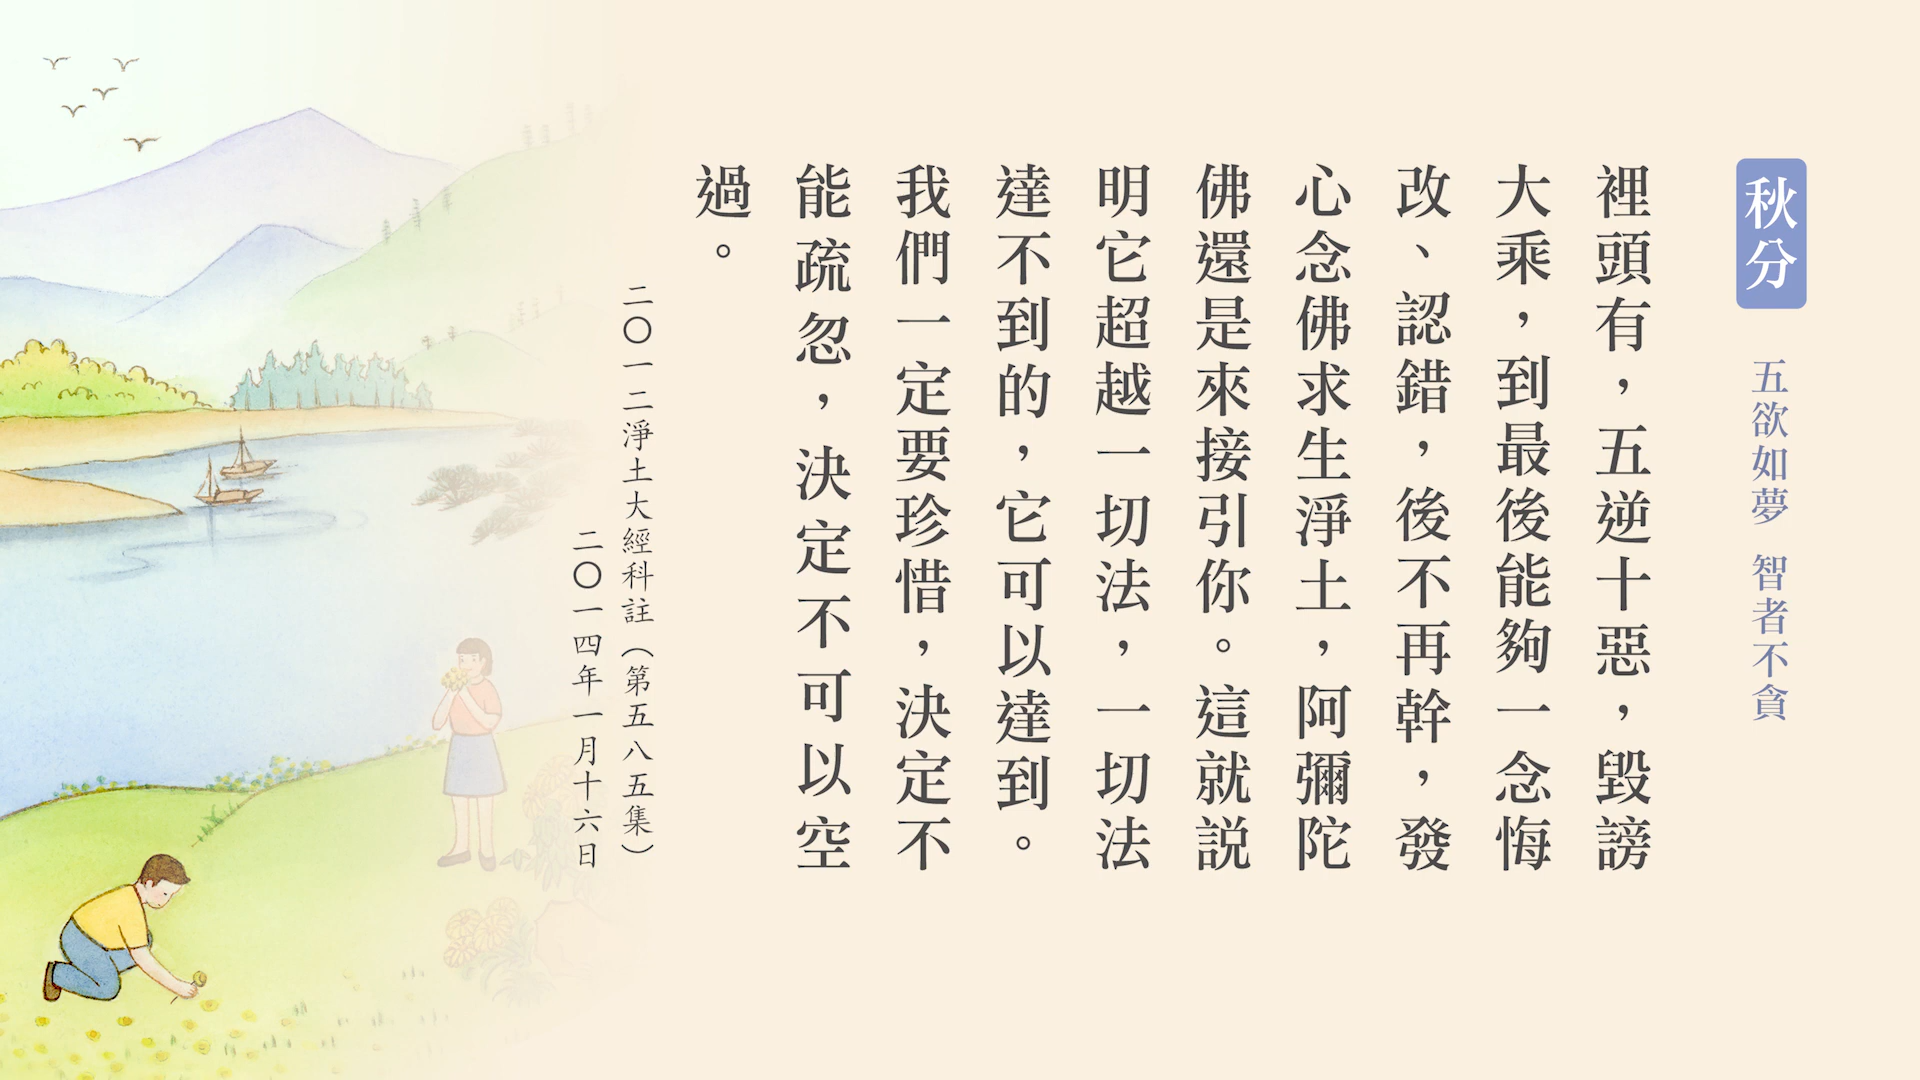 秋分
五欲如夢 智者不貪
裡頭有，五逆十惡，毀謗
大乘，到最後能夠一念悔
改、認錯，後不再幹，發
心念佛求生淨土，阿彌陀
佛還是來接引你。這就説
明它超越一切法，一切法
達不到的，它可以達到。
我們一定要珍惜，決定不
能疏忽，決定不可以空
過。
二〇一二淨土大經科註（第五八五集）
二〇一四年一月十六日